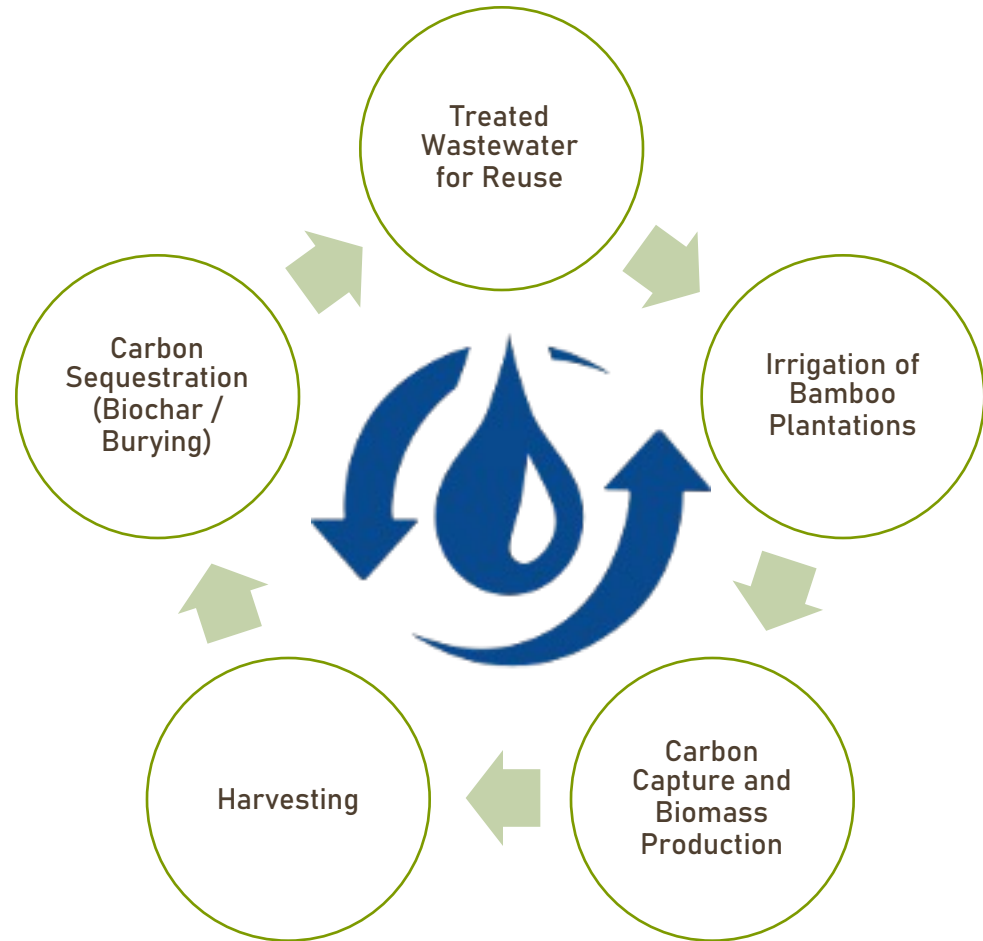 Treated
Wastewater
for Reuse
Irrigation of
Bamboo
Plantations
Carbon
Capture and
Biomass
Production
Harvesting
Carbon
Sequestration
(Biochar /
Burying)